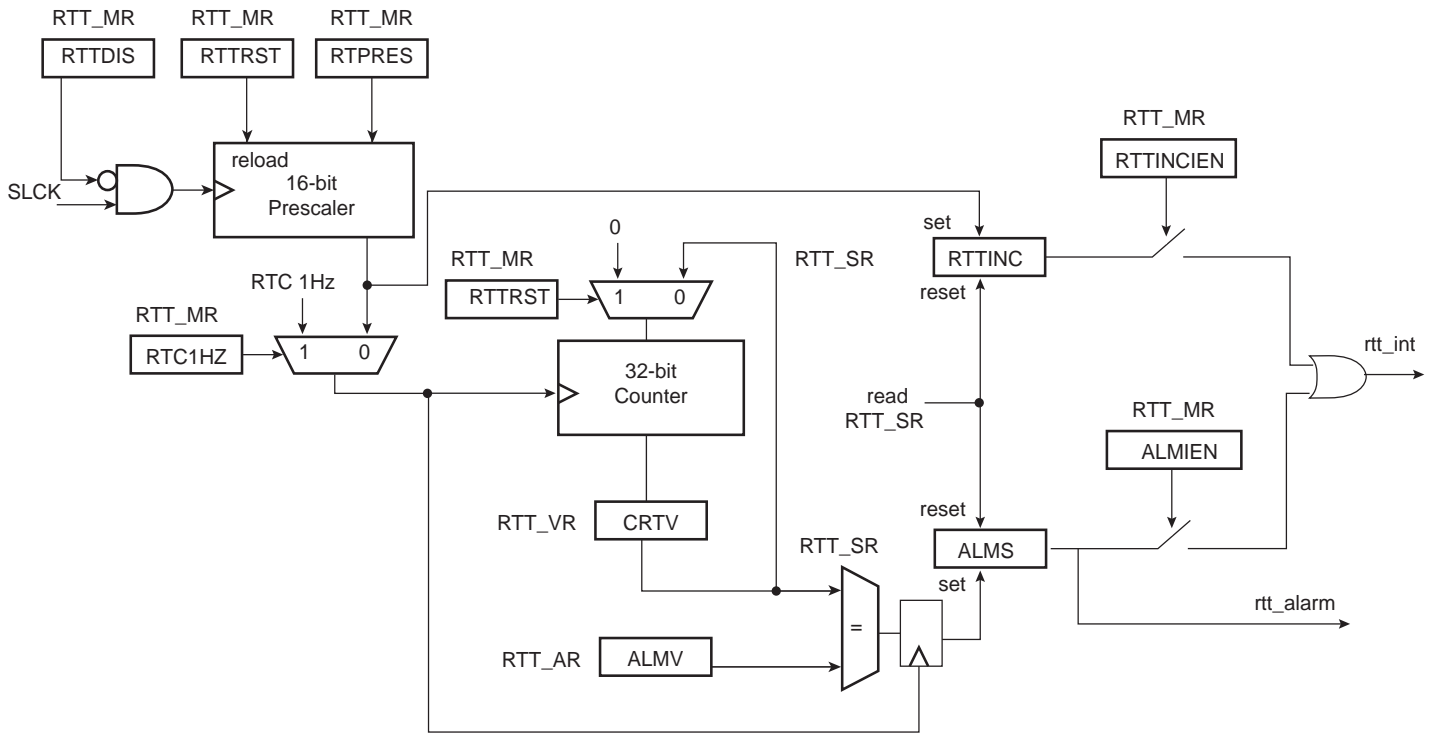 RTT_MR RTT_MR RTT_MR
RTTDIS RTTRST RTPRES
RTT_MR
RTTINCIEN
reload
16-bit
Prescaler
SLCK
0
set
RTT_MR
RTT_SR
RTTINC
RTC 1Hz
RTTRST
1 0
reset
RTT_MR
RTC1HZ
1 0
rtt_int
32-bit
Counter
read
RTT_SR
RTT_MR
ALMIEN
reset
RTT_VR
CRTV
RTT_SR
ALMS
set
rtt_alarm
=
RTT_AR
ALMV